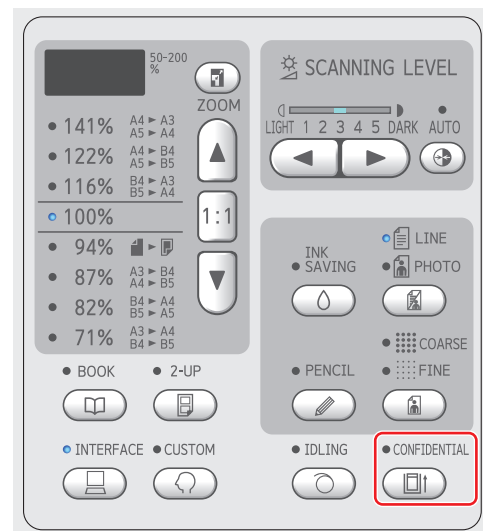 50-200
%
ZOOM
141% A4 ► A3
A5 ► A4
122% A4 ► B4
A5 ► B5
116% B4 ► A3
B5 ► A4
100%
94% ►
87% A3 ► B4
A4 ► B5
82% B4 ► A4
B5 ► A5
71% A3 ► A4
B4 ► B5
1:1
BOOK
2-UP
INTERFACE
CUSTOM
SCANNING LEVEL
LIGHT 1 2 3 4 5 DARK AUTO
INK
SAVING
LINE
PHOTO
COARSE
PENCIL
FINE
IDLING
CONFIDENTIAL